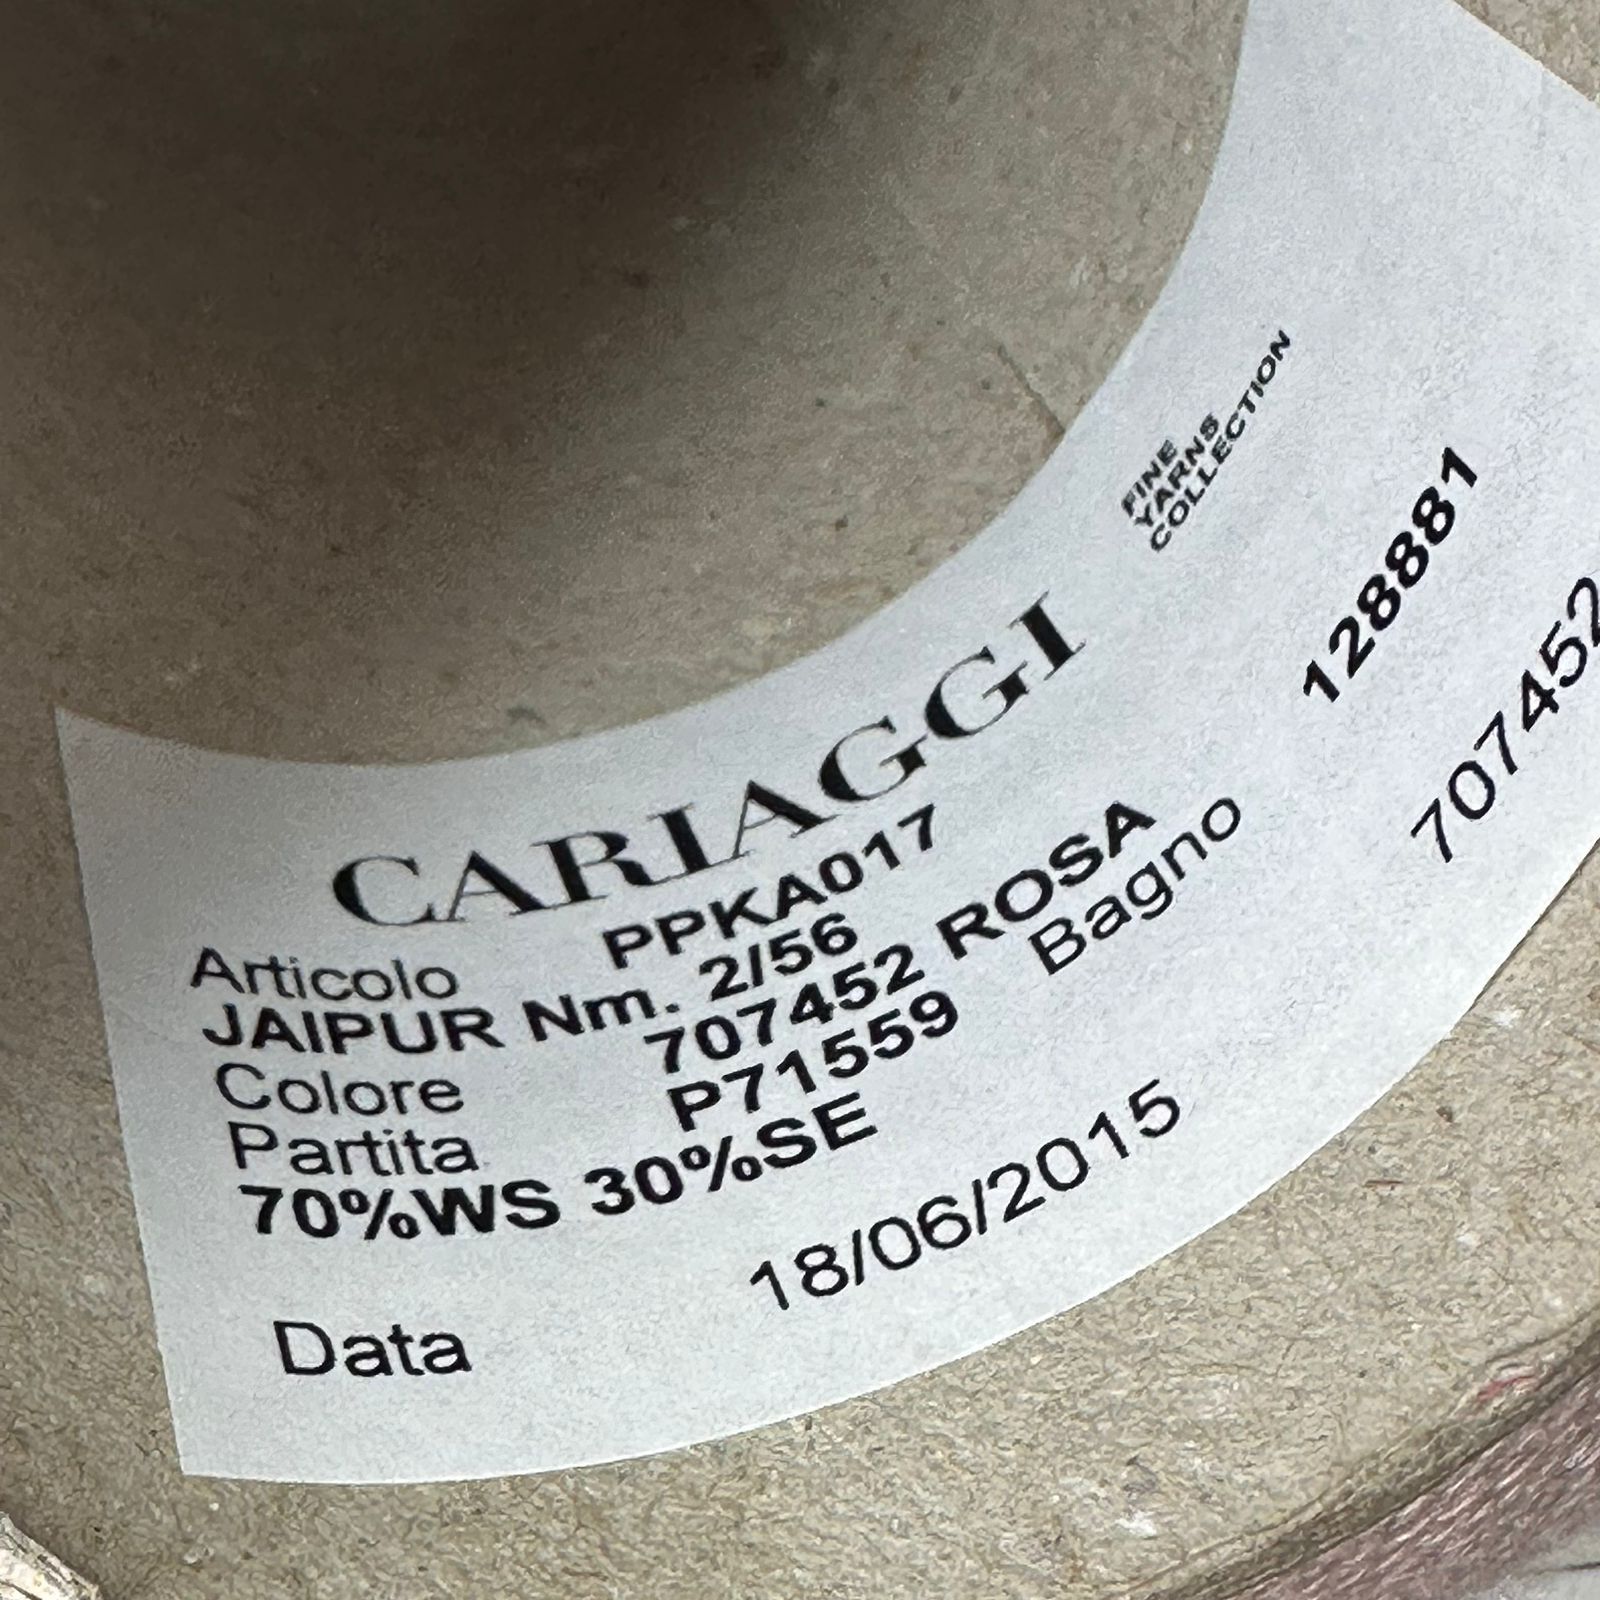 CARIAGGI
FINE
YARNS
COLLECTION
Articolo PPKA017
JAIPUR Nm. 2/56
Colore 707452 ROSA
Partita P71559 Bagno 128881
70%WS 30%SE
707452
Data 18/06/2015